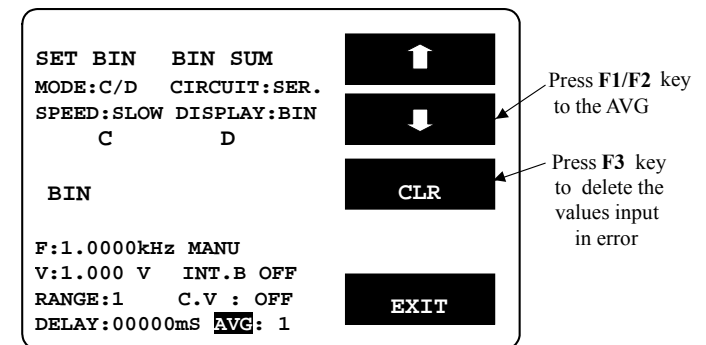 SET BIN BIN SUM
MODE:C/D CIRCUIT:SER.
SPEED:SLOW DISPLAY:BIN
C D
BIN
F:1.0000kHz MANU
V:1.000 V INT.B OFF
RANGE:1 C.V : OFF
DELAY:00000mS AVG: 1
CLR
EXIT
Press F1/F2 key
to the AVG
Press F3 key
to delete the
values input
in error